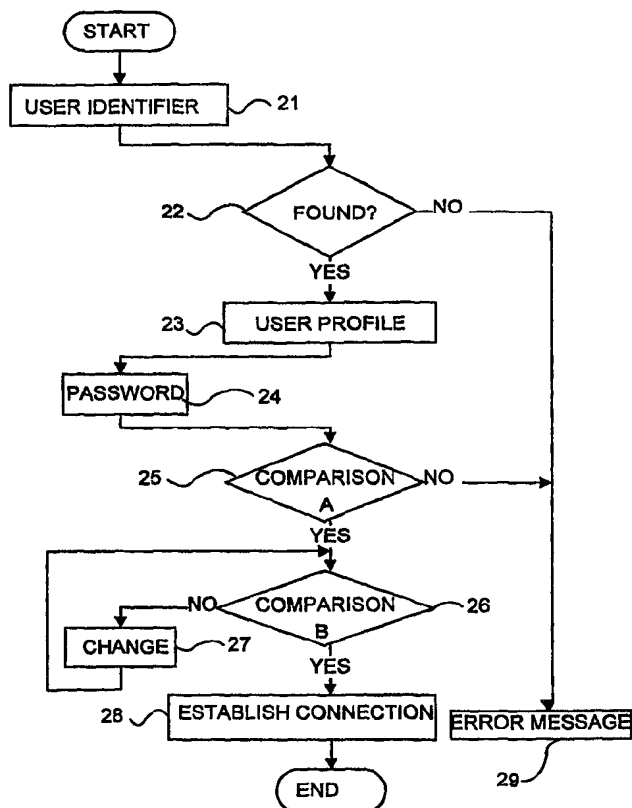 START
USER IDENTIFIER
21
22
FOUND?
NO
YES
23
USER PROFILE
PASSWORD
24
25
COMPARISON
A
NO
YES
NO
COMPARISON
B
26
CHANGE
27
YES
28
ESTABLISH CONNECTION
ERROR MESSAGE
29
END